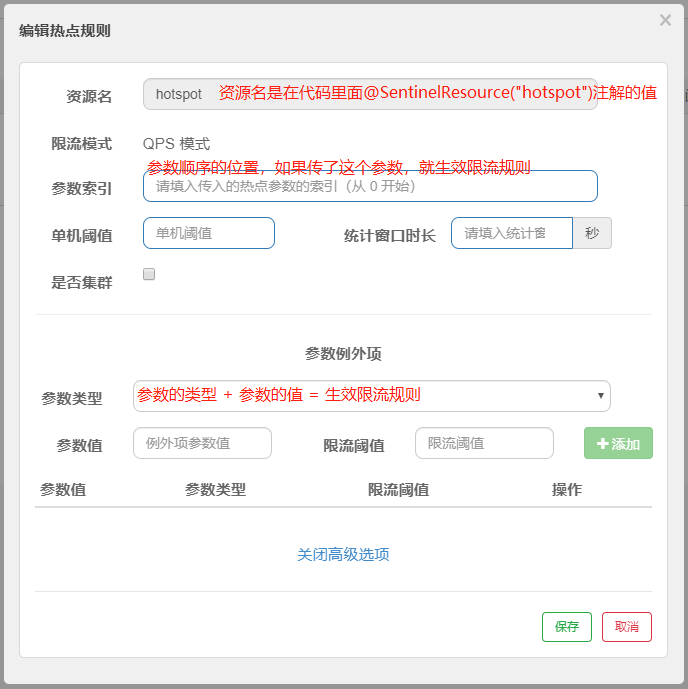 编辑热点规则 ×
资源名 hotspot 资源名是在代码里面@SentinelResource("hotspot")注解的值
限流模式 QPS 模式
参数顺序的位置，如果传了这个参数，就生效限流规则
参数索引 请填入传入的热点参数的索引（从 0 开始）
单机阈值 单机阈值 统计窗口时长 请填入统计窗 秒
是否集群
参数例外项
参数类型 参数的类型 + 参数的值 = 生效限流规则
参数值 例外项参数值 限流阈值 限流阈值 +添加
参数值 参数类型 限流阈值 操作
关闭高级选项
保存 取消